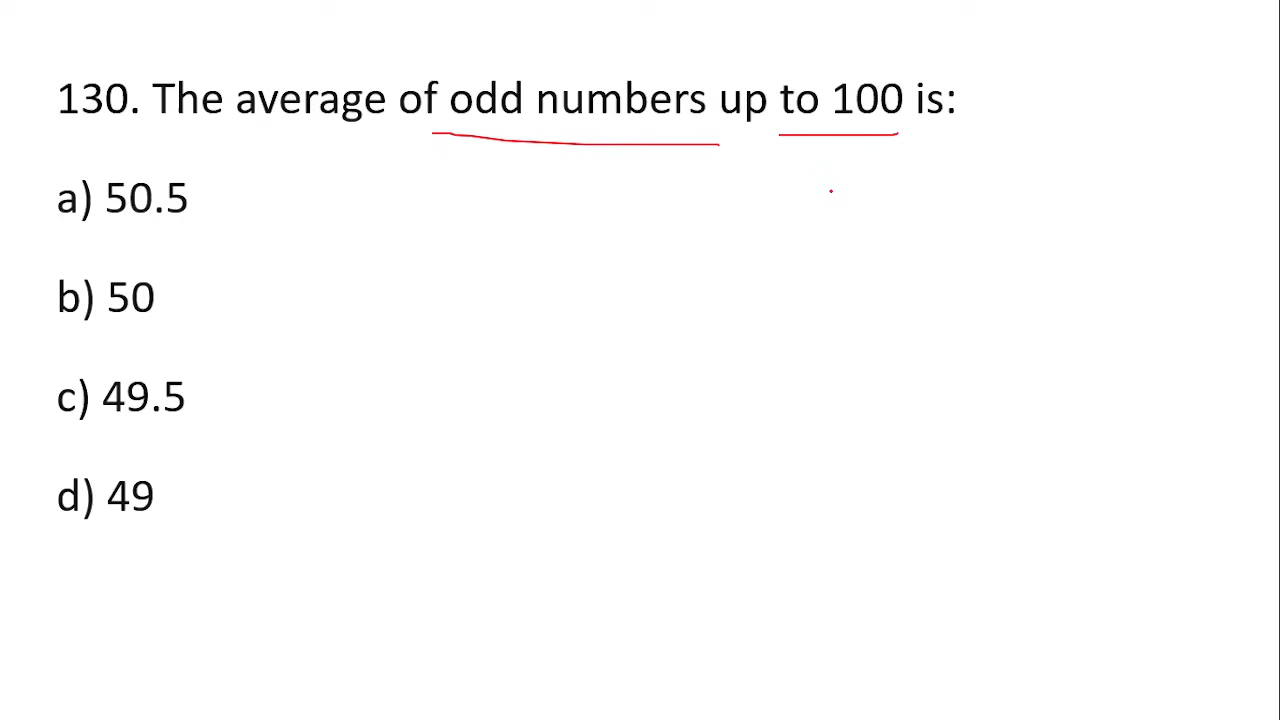 130. The average of odd numbers up to 100 is:
a) 50.5
b) 50
c) 49.5
d) 49